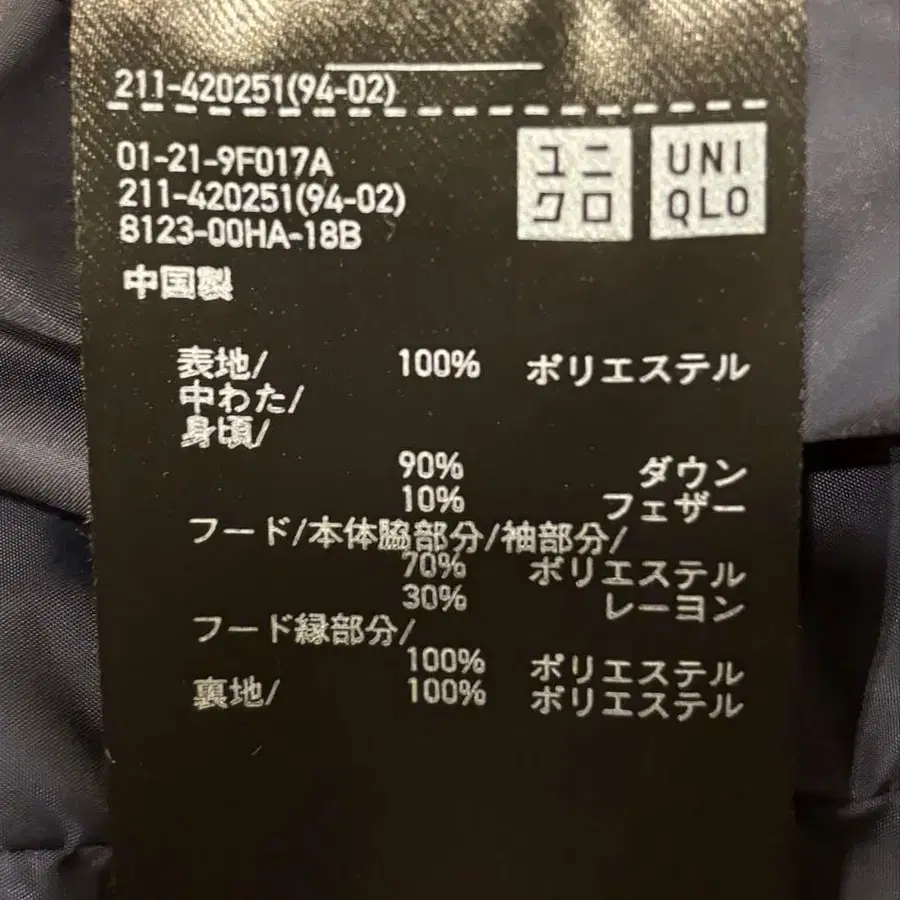 211-420251(94-02)
01-21-9F017A
211-420251(94-02)
8123-00HA-18B
ユニ
クロ
UNI
QLO
中国製
表地/ 100% ポリエステル
中わた/
身頃/
90% ダウン
10% フェザー
フード/本体脇部分/袖部分/
70% ポリエステル
30% レーヨン
フード縁部分/
100% ポリエステル
裏地/ 100% ポリエステル